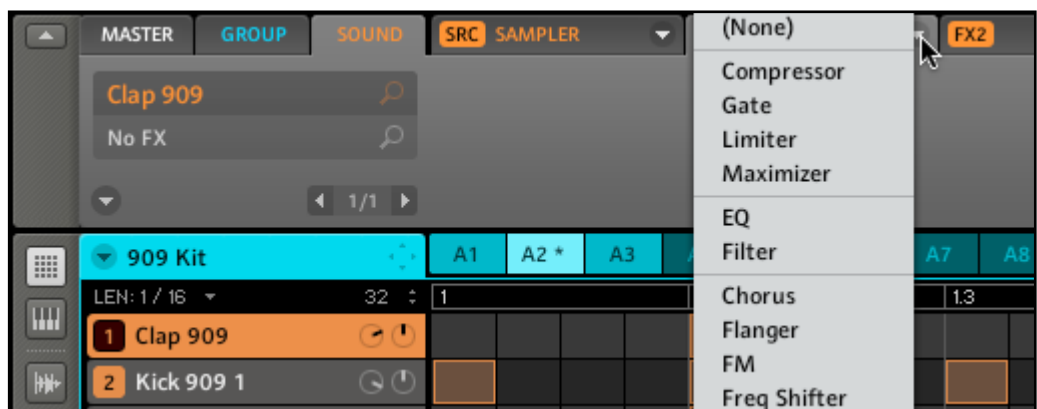 MASTER GROUP SOUND SRC SAMPLER FX2
Clap 909
No FX
1/1
(None)
Compressor
Gate
Limiter
Maximizer
EQ
Filter
Chorus
Flanger
FM
Freq Shifter
909 Kit A1 A2 * A3 A7 A8
LEN: 1 / 16 32 1 1.3
1 Clap 909
2 Kick 909 1